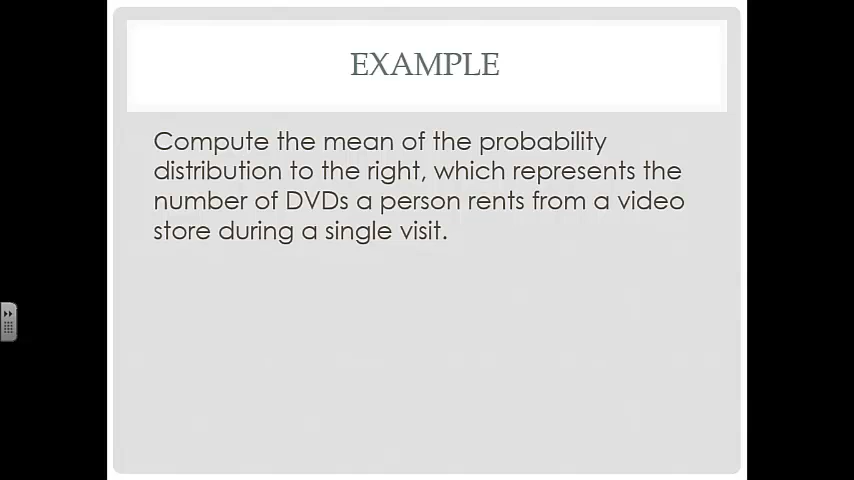 EXAMPLE
Compute the mean of the probability
distribution to the right, which represents the
number of DVDs a person rents from a video
store during a single visit.